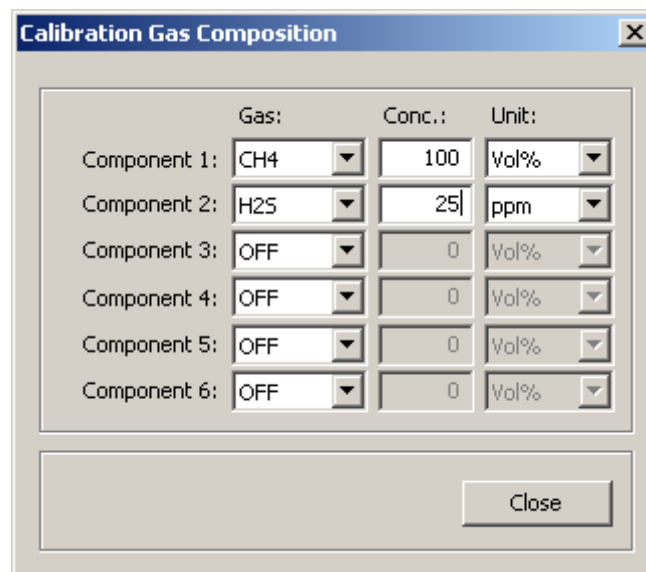 Calibration Gas Composition
Gas: Conc.: Unit:
Component 1: CH4 100 Vol%
Component 2: H2S 25 ppm
Component 3: OFF 0 Vol%
Component 4: OFF 0 Vol%
Component 5: OFF 0 Vol%
Component 6: OFF 0 Vol%
Close